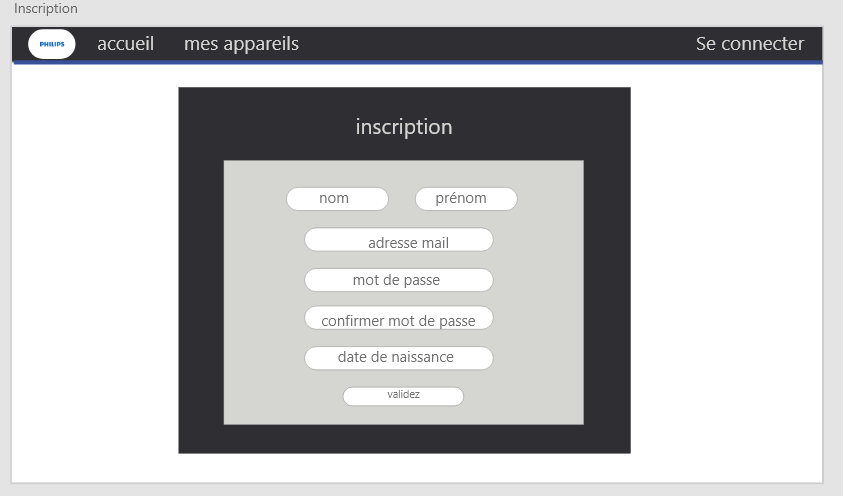 Inscription
PHILIPS accueil mes appareils Se connecter
inscription
nom prénom
adresse mail
mot de passe
confirmer mot de passe
date de naissance
validez